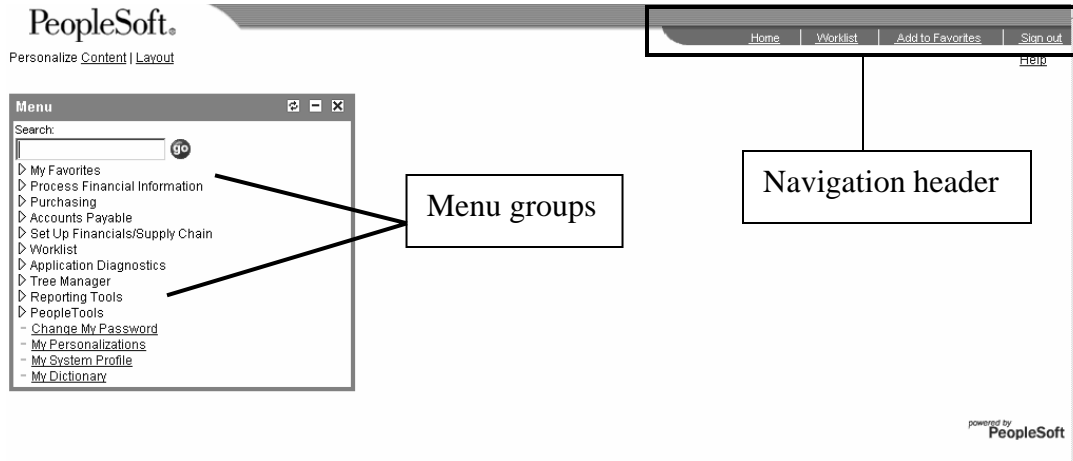 PeopleSoft®
Home | Worklist | Add to Favorites | Sign out
Personalize Content | Layout
Help
Menu
Search:
go
My Favorites
Process Financial Information
Purchasing
Accounts Payable
Set Up Financials/Supply Chain
Worklist
Application Diagnostics
Tree Manager
Reporting Tools
PeopleTools
- Change My Password
- My Personalizations
- My System Profile
- My Dictionary
Menu groups
Navigation header
powered by
PeopleSoft